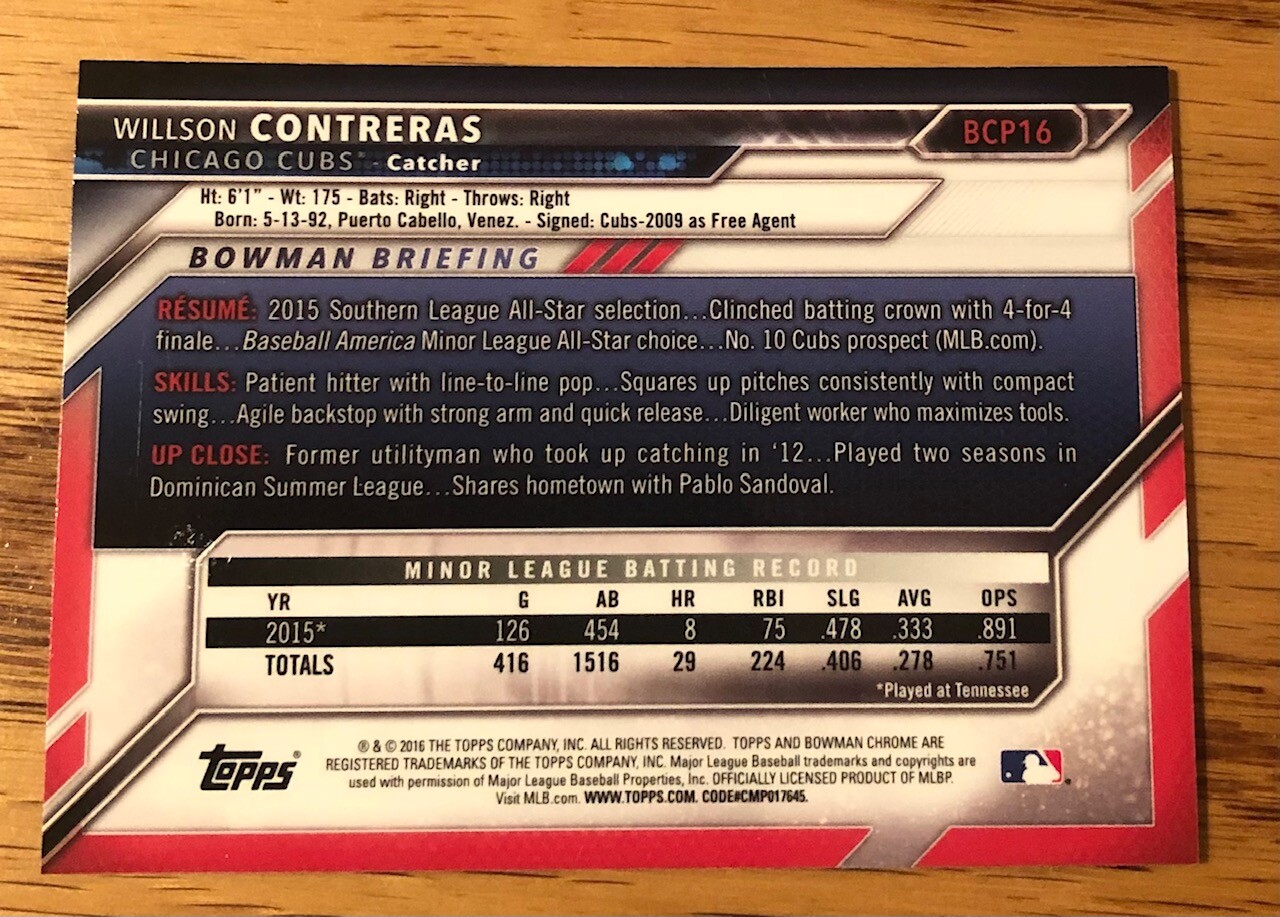 WILLSON CONTRERAS
BCP16
CHICAGO CUBS® - Catcher
Ht: 6'1" - Wt: 175 - Bats: Right - Throws: Right
Born: 5-13-92, Puerto Cabello, Venez. - Signed: Cubs-2009 as Free Agent
BOWMAN BRIEFING
RÉSUMÉ: 2015 Southern League All-Star selection...Clinched batting crown with 4-for-4
finale...Baseball America Minor League All-Star choice...No. 10 Cubs prospect (MLB.com).
SKILLS: Patient hitter with line-to-line pop...Squares up pitches consistently with compact
swing...Agile backstop with strong arm and quick release...Diligent worker who maximizes tools.
UP CLOSE: Former utilityman who took up catching in '12...Played two seasons in
Dominican Summer League...Shares hometown with Pablo Sandoval.
MINOR LEAGUE BATTING RECORD
YR G AB HR RBI SLG AVG OPS
2015* 126 454 8 75 .478 .333 .891
TOTALS 416 1516 29 224 .406 .278 .751
*Played at Tennessee
Topps®
® & © 2016 THE TOPPS COMPANY, INC. ALL RIGHTS RESERVED. TOPPS AND BOWMAN CHROME ARE
REGISTERED TRADEMARKS OF THE TOPPS COMPANY, INC. Major League Baseball trademarks and copyrights are
used with permission of Major League Baseball Properties, Inc. OFFICIALLY LICENSED PRODUCT OF MLBP.
Visit MLB.com. WWW.TOPPS.COM. CODE#CMP017645.